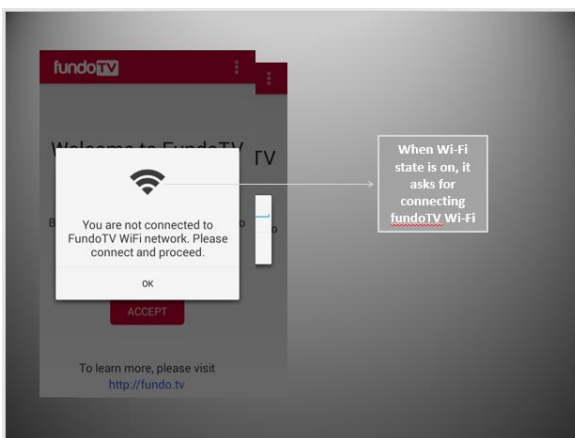 fundoTV
Welcome to FundoTV
TV
You are not connected to
FundoTV WiFi network. Please
connect and proceed.
OK
ACCEPT
To learn more, please visit
http://fundo.tv
When Wi-Fi
state is on, it
asks for
connecting
fundoTV Wi-Fi